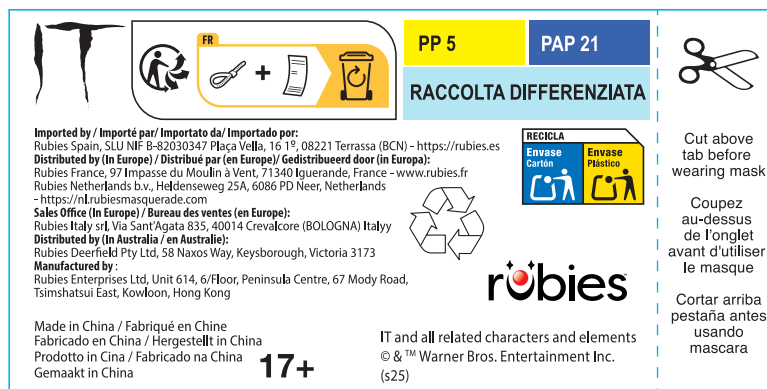 IT
FR
+
PP 5
PAP 21
RACCOLTA DIFFERENZIATA
Imported by / Importé par/ Importato da/ Importado por:
Rubies Spain, SLU NIF B-82030347 Plaça Vella, 16 1º, 08221 Terrassa (BCN) - https://rubies.es
Distributed by (In Europe) / Distribué par (en Europe)/ Gedistribueerd door (in Europa):
Rubies France, 97 Impasse du Moulin à Vent, 71340 Iguerande, France - www.rubies.fr
Rubies Netherlands b.v., Heldenseweg 25A, 6086 PD Neer, Netherlands
- https://nl.rubiesmasquerade.com
Sales Office (In Europe) / Bureau des ventes (en Europe):
Rubies Italy srl, Via Sant'Agata 835, 40014 Crevalcore (BOLOGNA) Italyy
Distributed by (In Australia / en Australie):
Rubies Deerfield Pty Ltd, 58 Naxos Way, Keysborough, Victoria 3173
Manufactured by :
Rubies Enterprises Ltd, Unit 614, 6/Floor, Peninsula Centre, 67 Mody Road,
Tsimshatsui East, Kowloon, Hong Kong
Made in China / Fabriqué en Chine
Fabricado en China / Hergestellt in China
Prodotto in Cina / Fabricado na China
Gemaakt in China
17+
RECICLA
Envase
Cartón
Envase
Plástico
rubies™
IT and all related characters and elements
© & ™ Warner Bros. Entertainment Inc.
(s25)
Cut above
tab before
wearing mask
Coupez
au-dessus
de l'onglet
avant d'utiliser
le masque
Cortar arriba
pestaña antes
usando
mascara